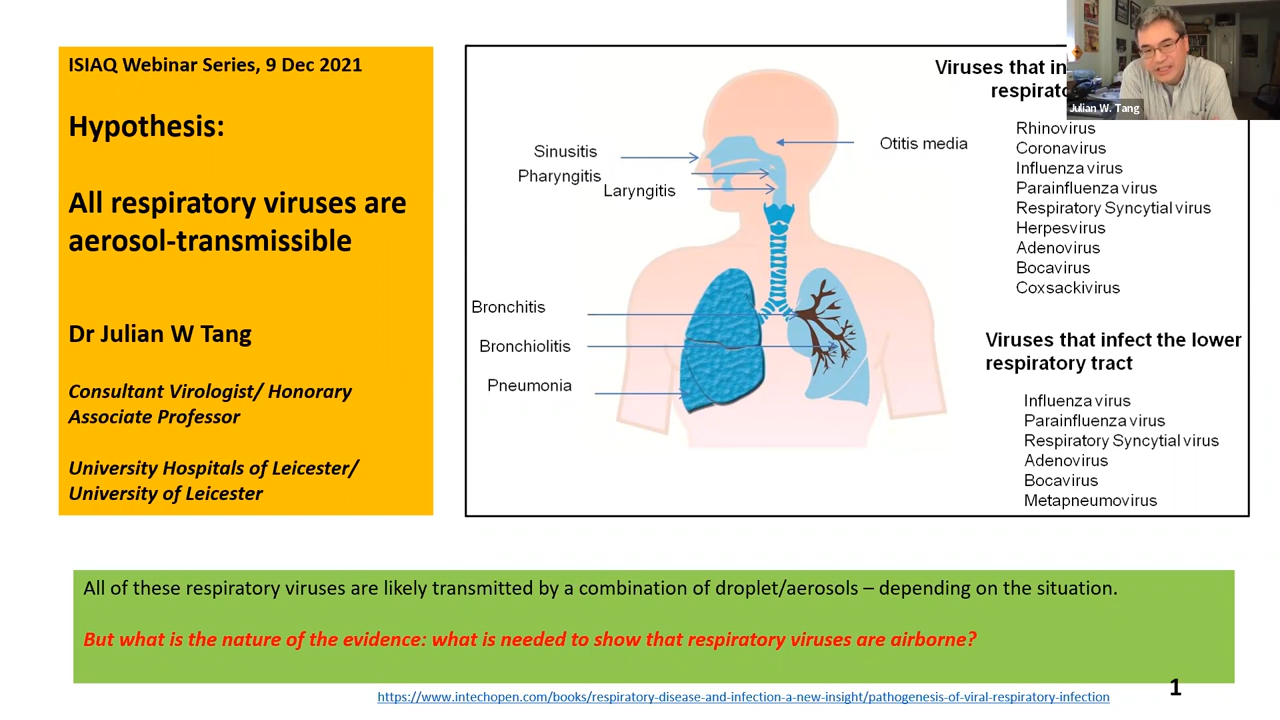 ISIAQ Webinar Series, 9 Dec 2021
Hypothesis:
All respiratory viruses are
aerosol-transmissible
Dr Julian W Tang
Consultant Virologist/ Honorary
Associate Professor
University Hospitals of Leicester/
University of Leicester
Sinusitis
Pharyngitis
Laryngitis
Otitis media
Bronchitis
Bronchiolitis
Pneumonia
Viruses that
Julian W. Tang
Rhinovirus
Coronavirus
Influenza virus
Parainfluenza virus
Respiratory Syncytial virus
Herpesvirus
Adenovirus
Bocavirus
Coxsackivirus
Viruses that infect the lower
respiratory tract
Influenza virus
Parainfluenza virus
Respiratory Syncytial virus
Adenovirus
Bocavirus
Metapneumovirus
All of these respiratory viruses are likely transmitted by a combination of droplet/aerosols – depending on the situation.
But what is the nature of the evidence: what is needed to show that respiratory viruses are airborne?
https://www.intechopen.com/books/respiratory-disease-and-infection-a-new-insight/pathogenesis-of-viral-respiratory-infection
1